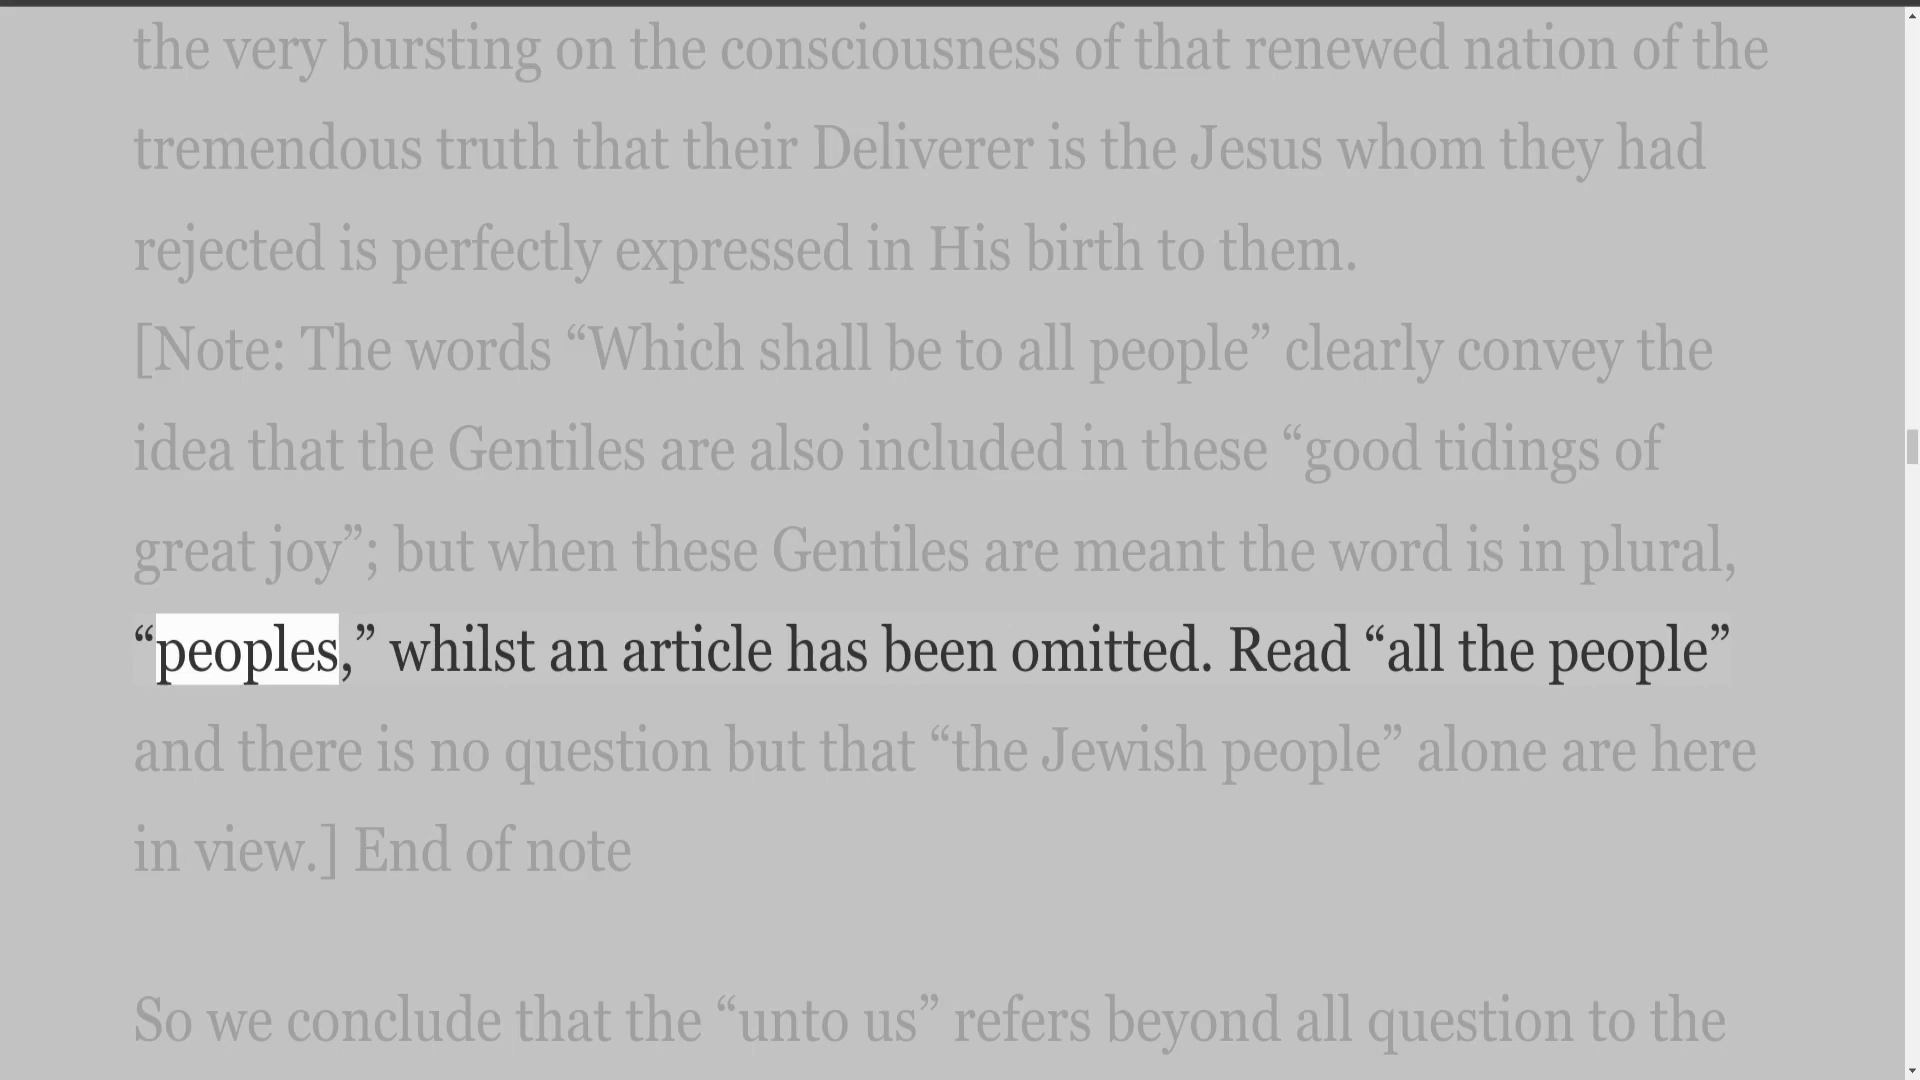 the very bursting on the consciousness of that renewed nation of the
tremendous truth that their Deliverer is the Jesus whom they had
rejected is perfectly expressed in His birth to them.
[Note: The words “Which shall be to all people” clearly convey the
idea that the Gentiles are also included in these “good tidings of
great joy”; but when these Gentiles are meant the word is in plural,
“peoples,” whilst an article has been omitted. Read “all the people”
and there is no question but that “the Jewish people” alone are here
in view.] End of note
So we conclude that the “unto us” refers beyond all question to the